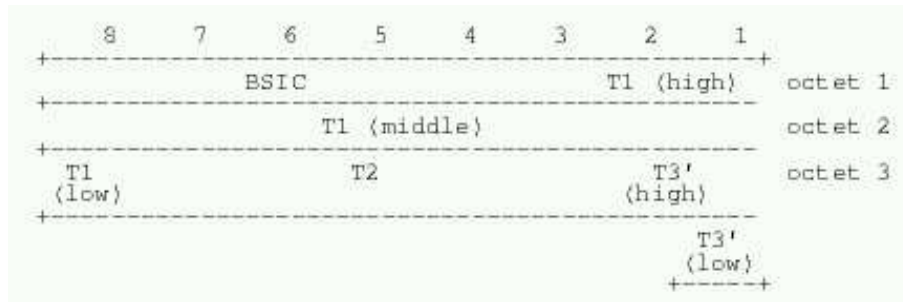 8 7 6 5 4 3 2 1
BSIC T1 (high) octet 1
T1 (middle) octet 2
T1 T2 T3' octet 3
(low) (high)
T3'
(low)